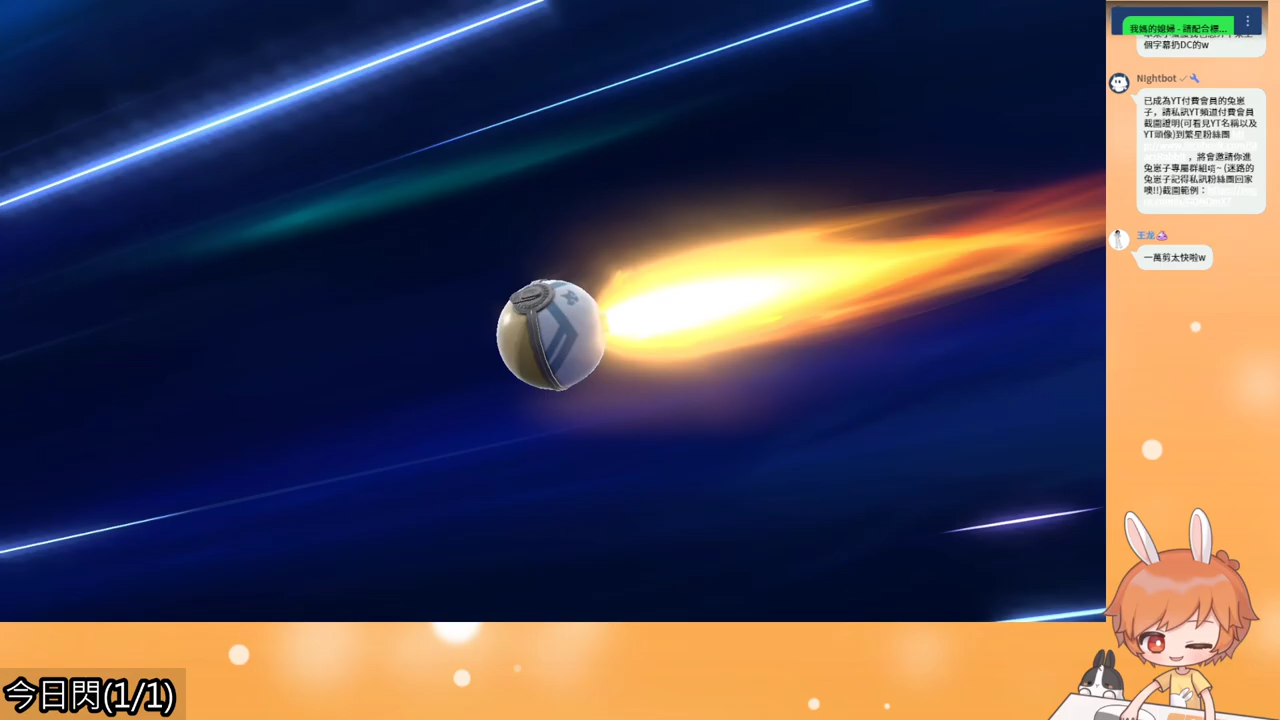 我媽的媳婦 - 請配合標...
個字幕扔DC的w
Nightbot
已成為YT付費會員的兔崽
子，請私訊YT頻道付費會員
截圖證明(可看見YT名稱以及
YT頭像)到繁星粉絲團
，將會邀請你進
兔崽子專屬群組唷~ (迷路的
兔崽子記得私訊粉絲團回家
噢!!)截圖範例：
王龙
一萬剪太快啦w
今日閃(1/1)